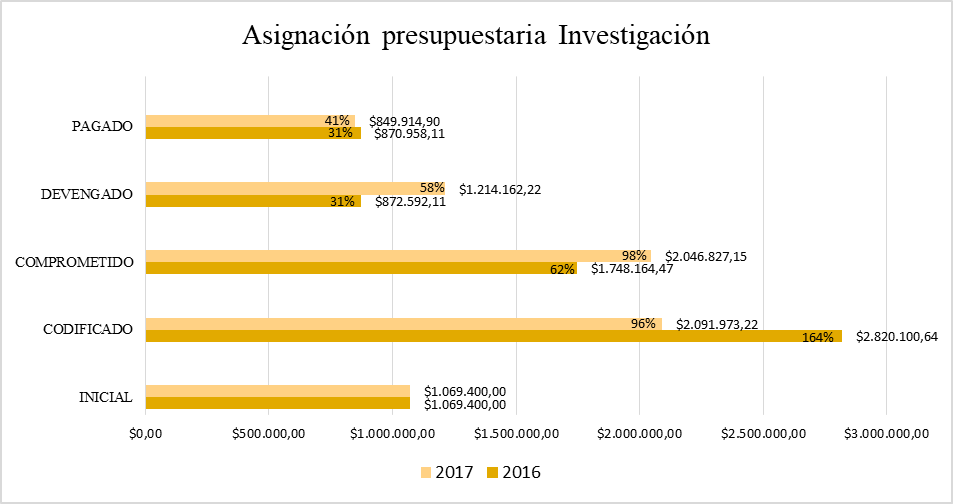 Asignación presupuestaria Investigación
PAGADO
41%
$849.914,90
31%
$870.958,11
DEVENGADO
58%
$1.214.162,22
31%
$872.592,11
COMPROMETIDO
98%
$2.046.827,15
62%
$1.748.164,47
CODIFICADO
96%
$2.091.973,22
164%
$2.820.100,64
INICIAL
$1.069.400,00
$1.069.400,00
$0,00 $500.000,00 $1.000.000,00 $1.500.000,00 $2.000.000,00 $2.500.000,00 $3.000.000,00
2017 2016